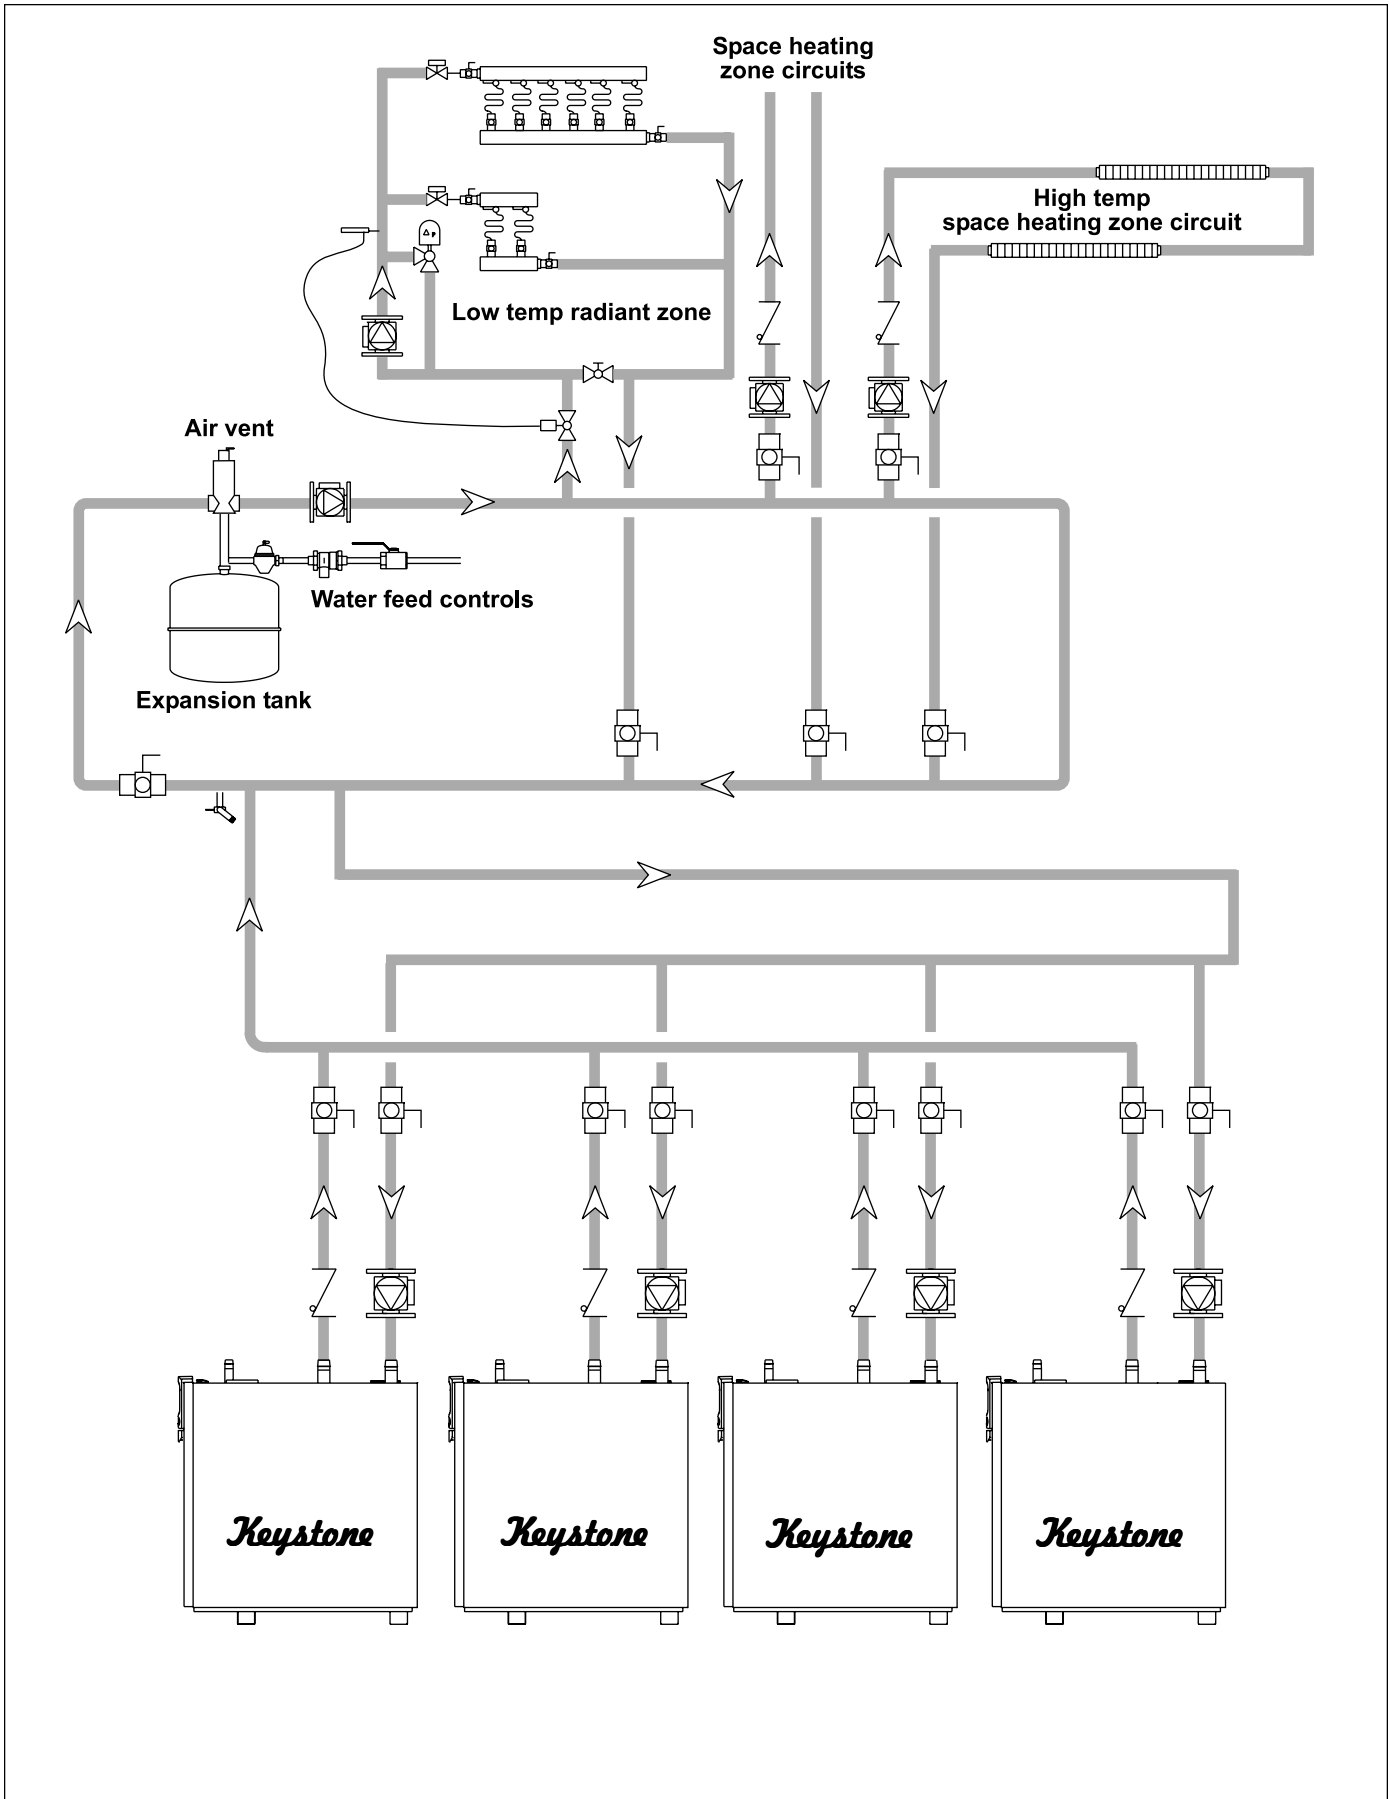 Space heating
zone circuits
High temp
space heating zone circuit
Δ P
Low temp radiant zone
Air vent
Water feed controls
Expansion tank
Keystone
Keystone
Keystone
Keystone